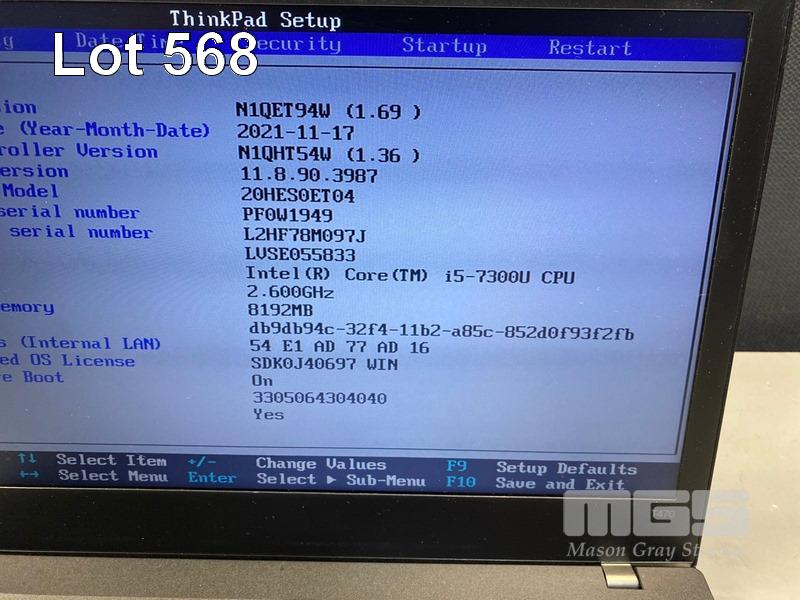 ThinkPad Setup
Lot 568
g Date/Tim ecurity Startup Restart
ion N1QET94W (1.69 )
e (Year-Month-Date) 2021-11-17
roller Version N1QHT54W (1.36 )
ersion 11.8.90.3987
Model 20HES0ET04
serial number PF0W1949
serial number L2HF78M097J
LVSE055833
Intel(R) Core(TM) i5-7300U CPU
2.600GHz
emory 8192MB
db9db94c-32f4-11b2-a85c-852d0f93f2fb
s (Internal LAN) 54 E1 AD 77 AD 16
ed OS License SDK0J40697 WIN
e Boot On
3305064304040
Yes
↑↓ Select Item +/- Change Values F9 Setup Defaults
↔ Select Menu Enter Select ▶ Sub-Menu F10 Save and Exit
MGS
T470
Mason Gray St